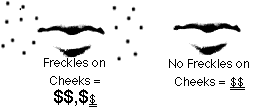 Freckles on
Cheeks =
$$,$$
No Freckles on
Cheeks = $$